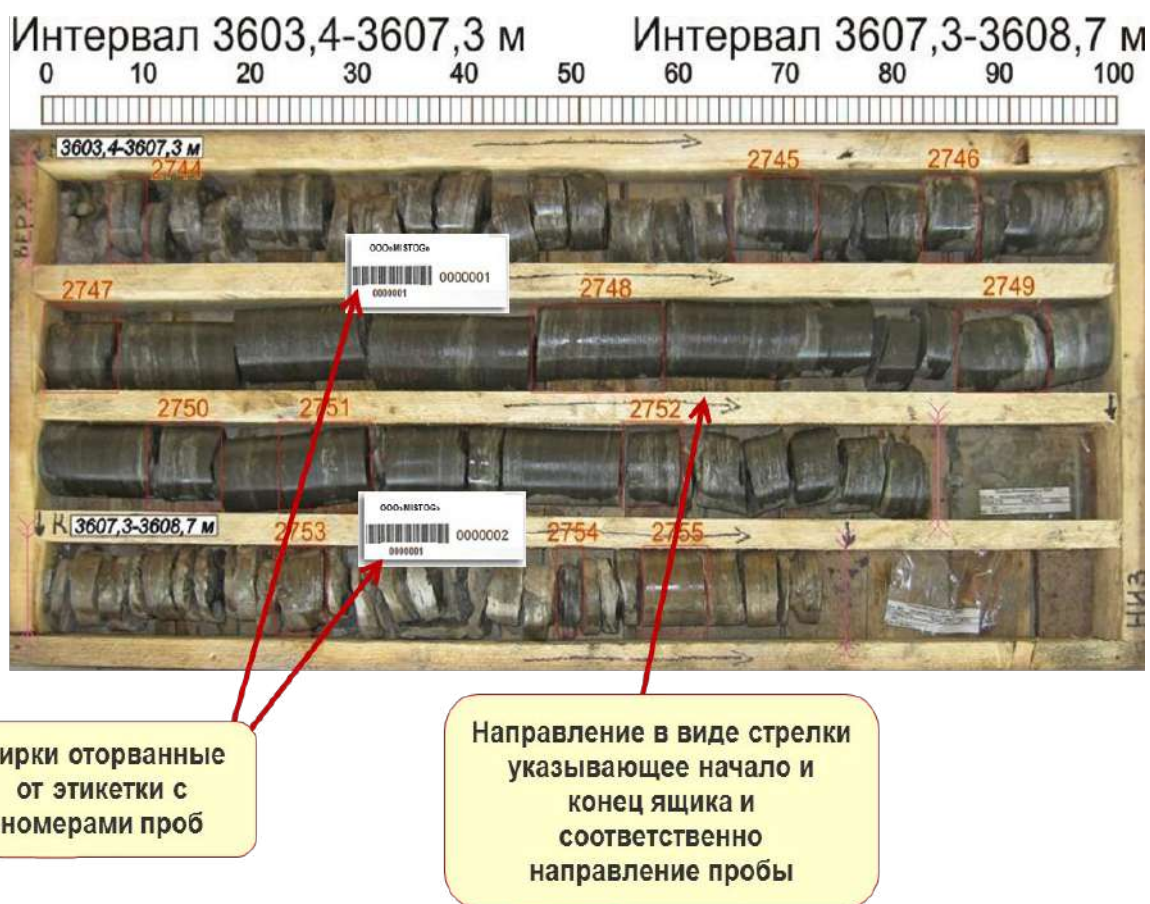 Интервал 3603,4-3607,3 м
Интервал 3607,3-3608,7 м
0 10 20 30 40 50 60 70 80 90 100
3603,4-3607,3 м
2744
2745
2746
ВЕРХ
ООО«MISTOG»
0000001
0000001
2747
2748
2749
2750
2751
2752
ООО«MISTOG»
0000002
0000001
К
3607,3-3608,7 м
2753
2754
2755
НИЗ
ирки оторванные
от этикетки с
номерами проб
Направление в виде стрелки
указывающее начало и
конец ящика и
соответственно
направление пробы